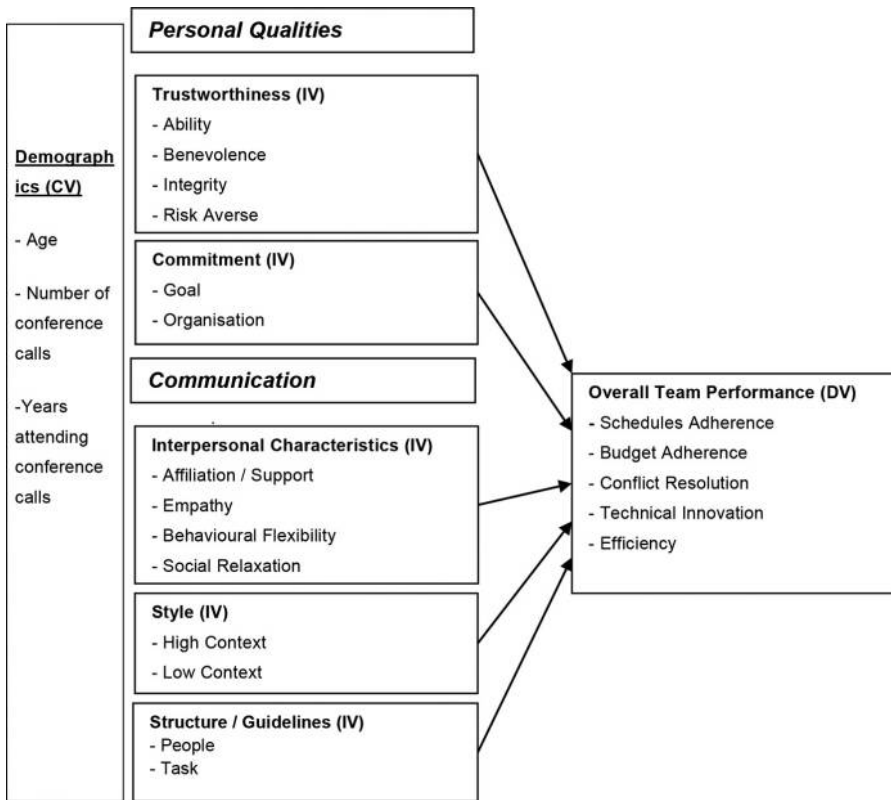 Demograph
ics (CV)
- Age
- Number of
conference
calls
-Years
attending
conference
calls
Personal Qualities
Trustworthiness (IV)
- Ability
- Benevolence
- Integrity
- Risk Averse
Commitment (IV)
- Goal
- Organisation
Communication
Interpersonal Characteristics (IV)
- Affiliation / Support
- Empathy
- Behavioural Flexibility
- Social Relaxation
Style (IV)
- High Context
- Low Context
Structure / Guidelines (IV)
- People
- Task
Overall Team Performance (DV)
- Schedules Adherence
- Budget Adherence
- Conflict Resolution
- Technical Innovation
- Efficiency